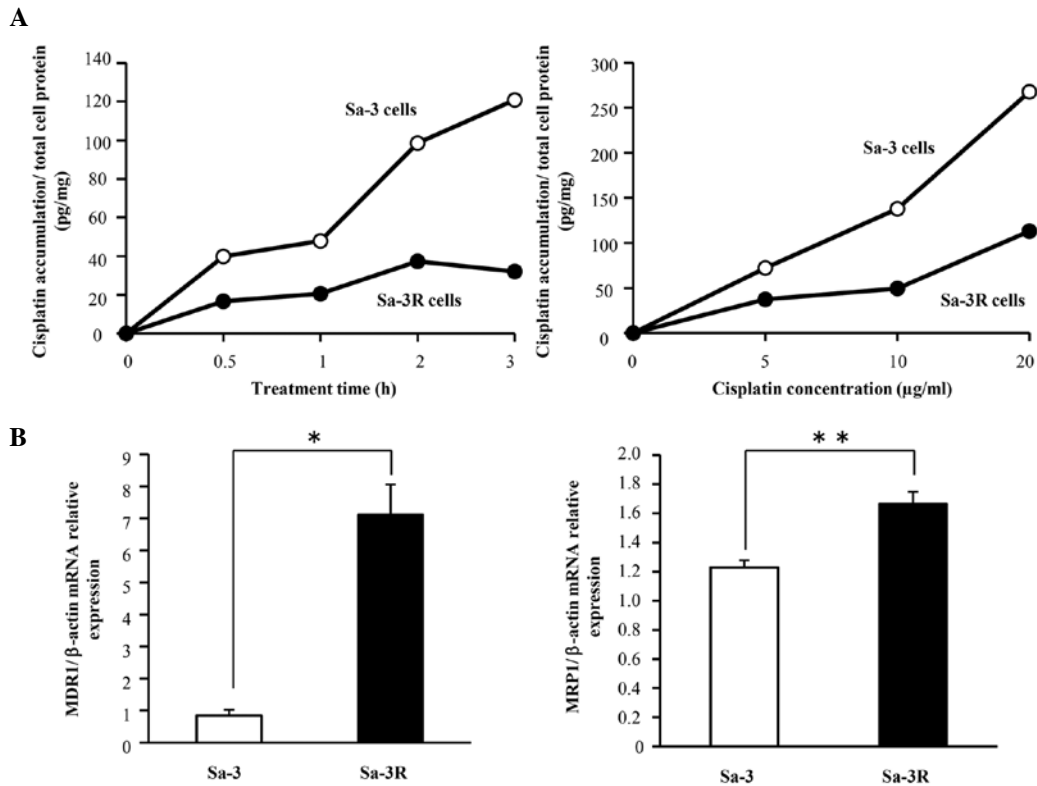 A
Cisplatin accumulation/ total cell protein
(pg/mg)
140
120
100
80
60
40
20
0
Sa-3 cells
Sa-3R cells
0 0.5 1 2 3
Treatment time (h)
Cisplatin accumulation/ total cell protein
(pg/mg)
300
250
200
150
100
50
0
Sa-3 cells
Sa-3R cells
0 5 10 20
Cisplatin concentration (µg/ml)
B
MDR1/β-actin mRNA relative
expression
9
8
7
6
5
4
3
2
1
0
*
Sa-3 Sa-3R
MRP1/β-actin mRNA relative
expression
2.0
1.8
1.6
1.4
1.2
1.0
0.8
0.6
0.4
0.2
0
* *
Sa-3 Sa-3R